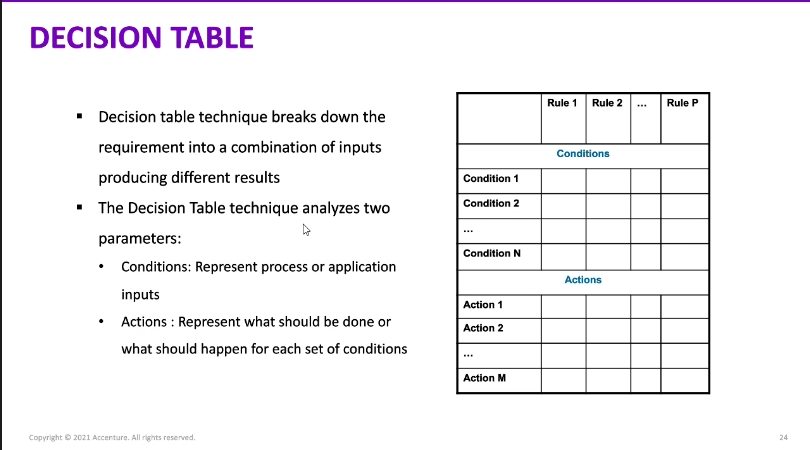 DECISION TABLE
▪ Decision table technique breaks down the
requirement into a combination of inputs
producing different results
▪ The Decision Table technique analyzes two
parameters:
• Conditions: Represent process or application
inputs
• Actions : Represent what should be done or
what should happen for each set of conditions
Rule 1 Rule 2 ... Rule P
Conditions
Condition 1
Condition 2
...
Condition N
Actions
Action 1
Action 2
...
Action M
Copyright © 2021 Accenture. All rights reserved.
24